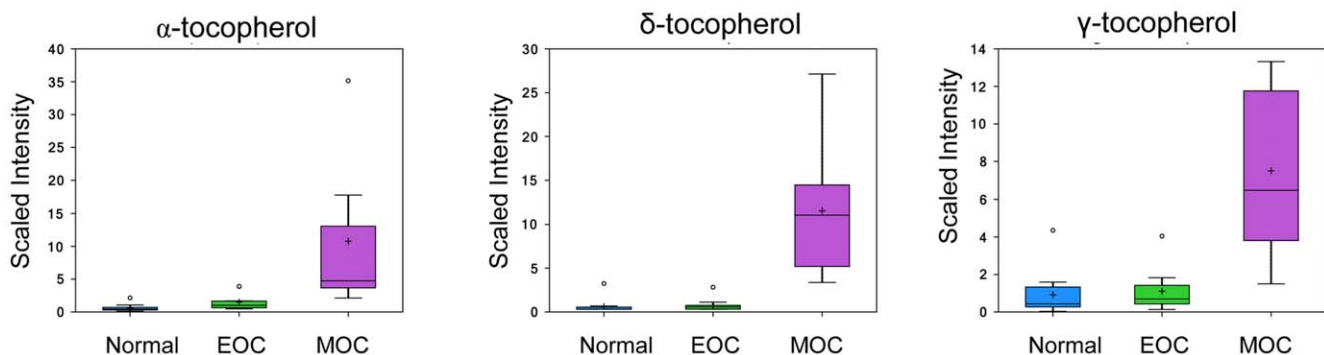 α-tocopherol
Scaled Intensity
40
35
30
25
20
15
10
5
0
Normal EOC MOC
δ-tocopherol
Scaled Intensity
30
25
20
15
10
5
0
Normal EOC MOC
γ-tocopherol
Scaled Intensity
14
12
10
8
6
4
2
0
Normal EOC MOC